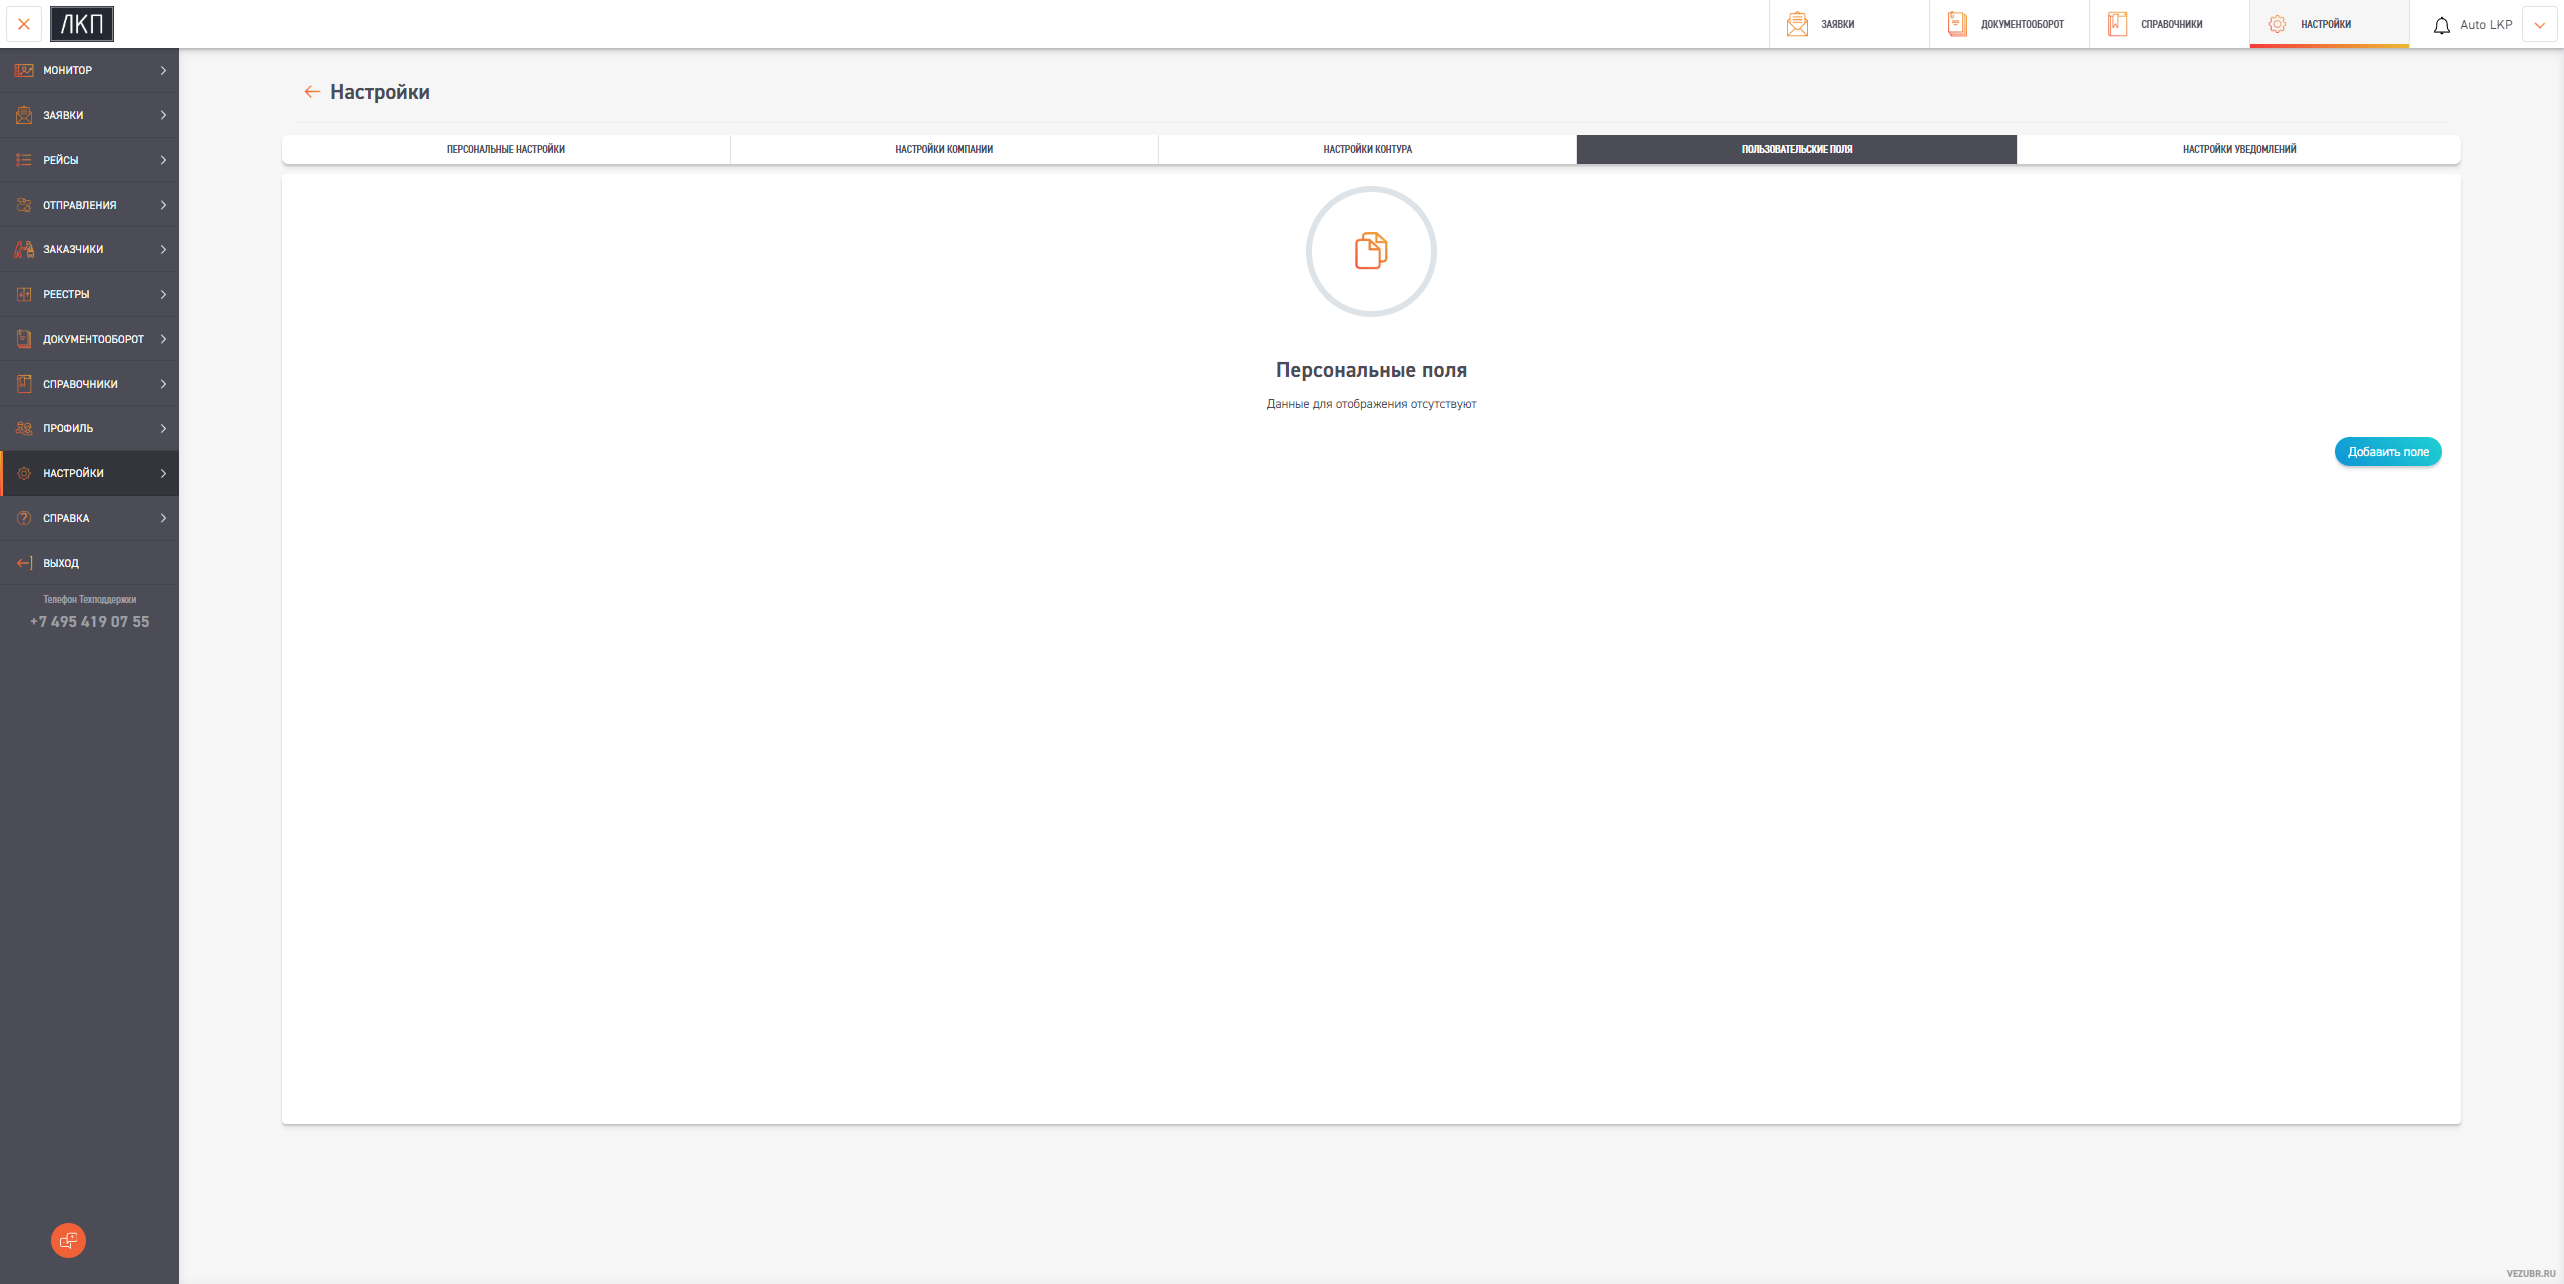 ЛКП
ЗАЯВКИ
ДОКУМЕНТООБОРОТ
СПРАВОЧНИКИ
НАСТРОЙКИ
Auto LKP
МОНИТОР
ЗАЯВКИ
РЕЙСЫ
ОТПРАВЛЕНИЯ
ЗАКАЗЧИКИ
РЕЕСТРЫ
ДОКУМЕНТООБОРОТ
СПРАВОЧНИКИ
ПРОФИЛЬ
НАСТРОЙКИ
СПРАВКА
ВЫХОД
Телефон Техподдержки
+7 495 419 07 55
Настройки
ПЕРСОНАЛЬНЫЕ НАСТРОЙКИ
НАСТРОЙКИ КОМПАНИИ
НАСТРОЙКИ КОНТУРА
ПОЛЬЗОВАТЕЛЬСКИЕ ПОЛЯ
НАСТРОЙКИ УВЕДОМЛЕНИЙ
Персональные поля
Данные для отображения отсутствуют
Добавить поле
VEZUBR.RU